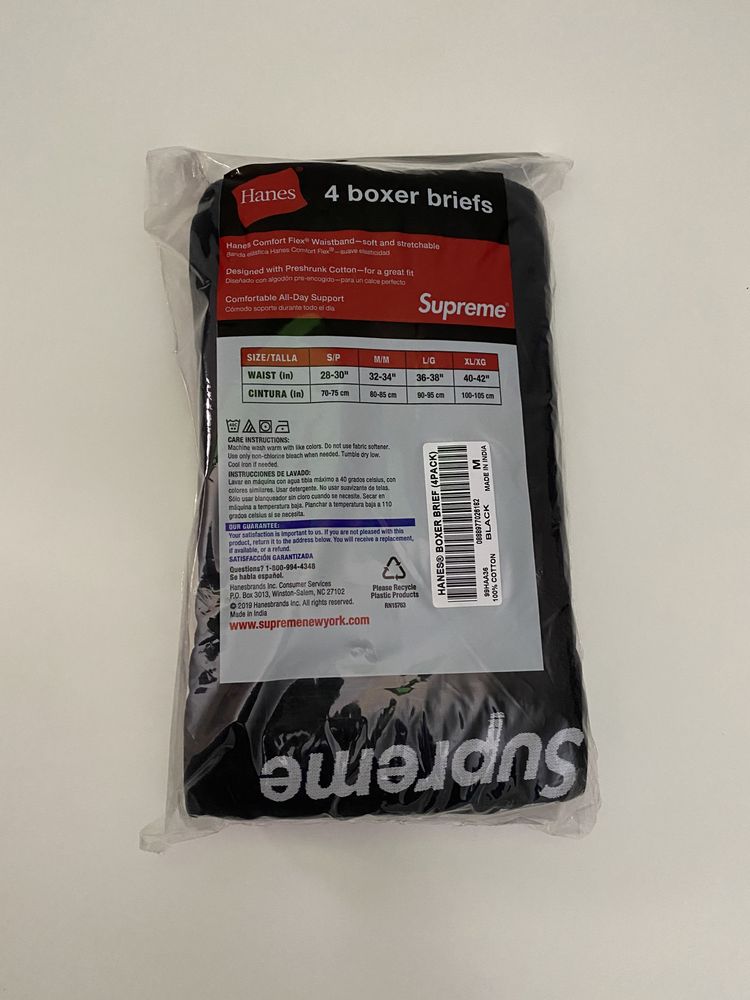 Hanes®
4 boxer briefs
Hanes Comfort Flex® Waistband—soft and stretchable
Banda elástica Hanes Comfort Flex®—suave elasticidad
Designed with Preshrunk Cotton—for a great fit
Diseñado con algodón pre-encogido—para un calce perfecto
Comfortable All-Day Support
Cómodo soporte durante todo el día
Supreme®
SIZE/TALLA S/P M/M L/G XL/XG
WAIST (In) 28-30" 32-34" 36-38" 40-42"
CINTURA (In) 70-75 cm 80-85 cm 90-95 cm 100-105 cm
CARE INSTRUCTIONS:
Machine wash warm with like colors. Do not use fabric softener.
Use only non-chlorine bleach when needed. Tumble dry low.
Cool iron if needed.
INSTRUCCIONES DE LAVADO:
Lavar en máquina con agua tibia máximo a 40 grados celsius, con
colores similares. Usar detergente. No usar suavizante de telas.
Sólo usar blanqueador sin cloro cuando se necesite. Secar en
máquina a temperatura baja. Planchar a temperatura baja a 110
grados celsius si se necesita.
OUR GUARANTEE:
Your satisfaction is important to us. If you are not pleased with this
product, return it to the address below. You will receive a replacement,
if available, or a refund.
SATISFACCIÓN GARANTIZADA
Questions? 1-800-994-4348
Se habla español.
Hanesbrands Inc. Consumer Services
P.O. Box 3013, Winston-Salem, NC 27102
© 2019 Hanesbrands Inc. All rights reserved.
Made in India
www.supremenewyork.com
Please Recycle
Plastic Products
RN15763
HANES® BOXER BRIEF (4PACK)
BLACK M
MADE IN INDIA
99HAA36
100% COTTON
Supreme